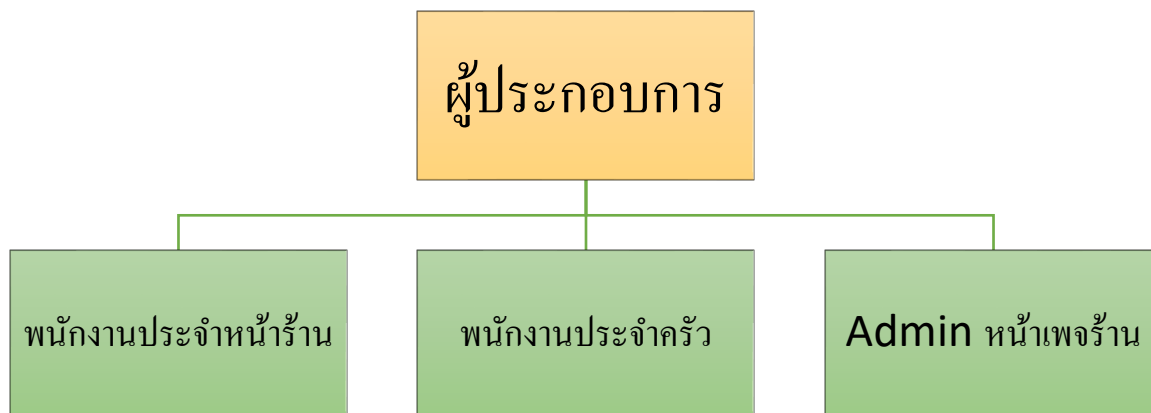 ผู้ประกอบการ
พนักงานประจำหน้าร้าน
พนักงานประจำครัว
Admin หน้าเพจร้าน